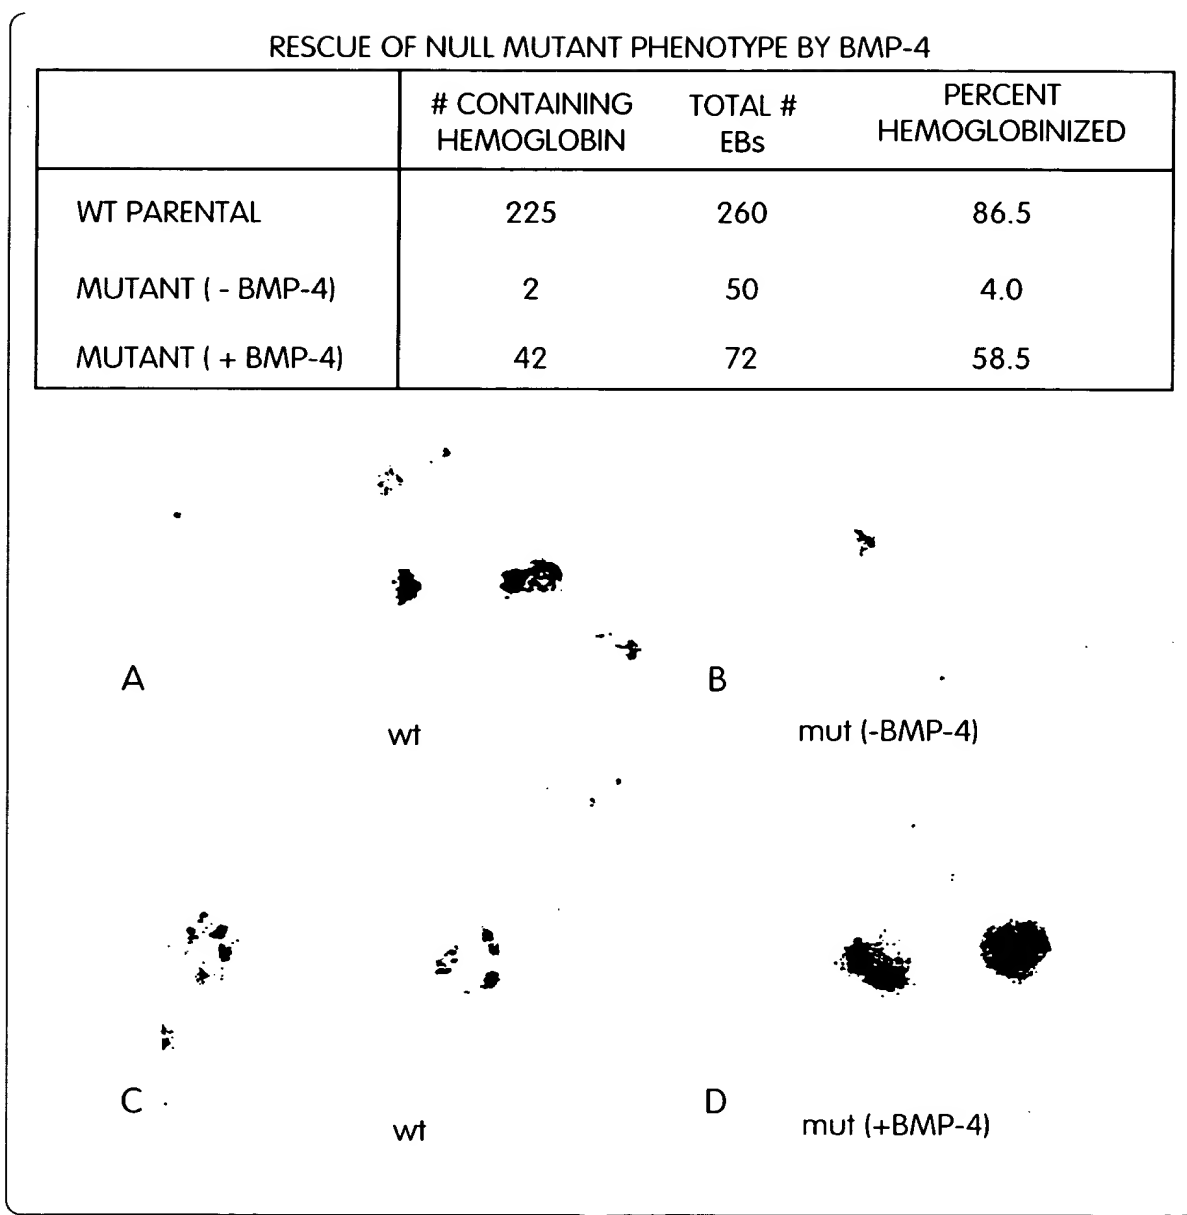 RESCUE OF NULL MUTANT PHENOTYPE BY BMP-4
# CONTAINING HEMOGLOBIN
TOTAL # EBs
PERCENT HEMOGLOBINIZED
WT PARENTAL 225 260 86.5
MUTANT ( - BMP-4) 2 50 4.0
MUTANT ( + BMP-4) 42 72 58.5
A
wt
B
mut (-BMP-4)
C
wt
D
mut (+BMP-4)